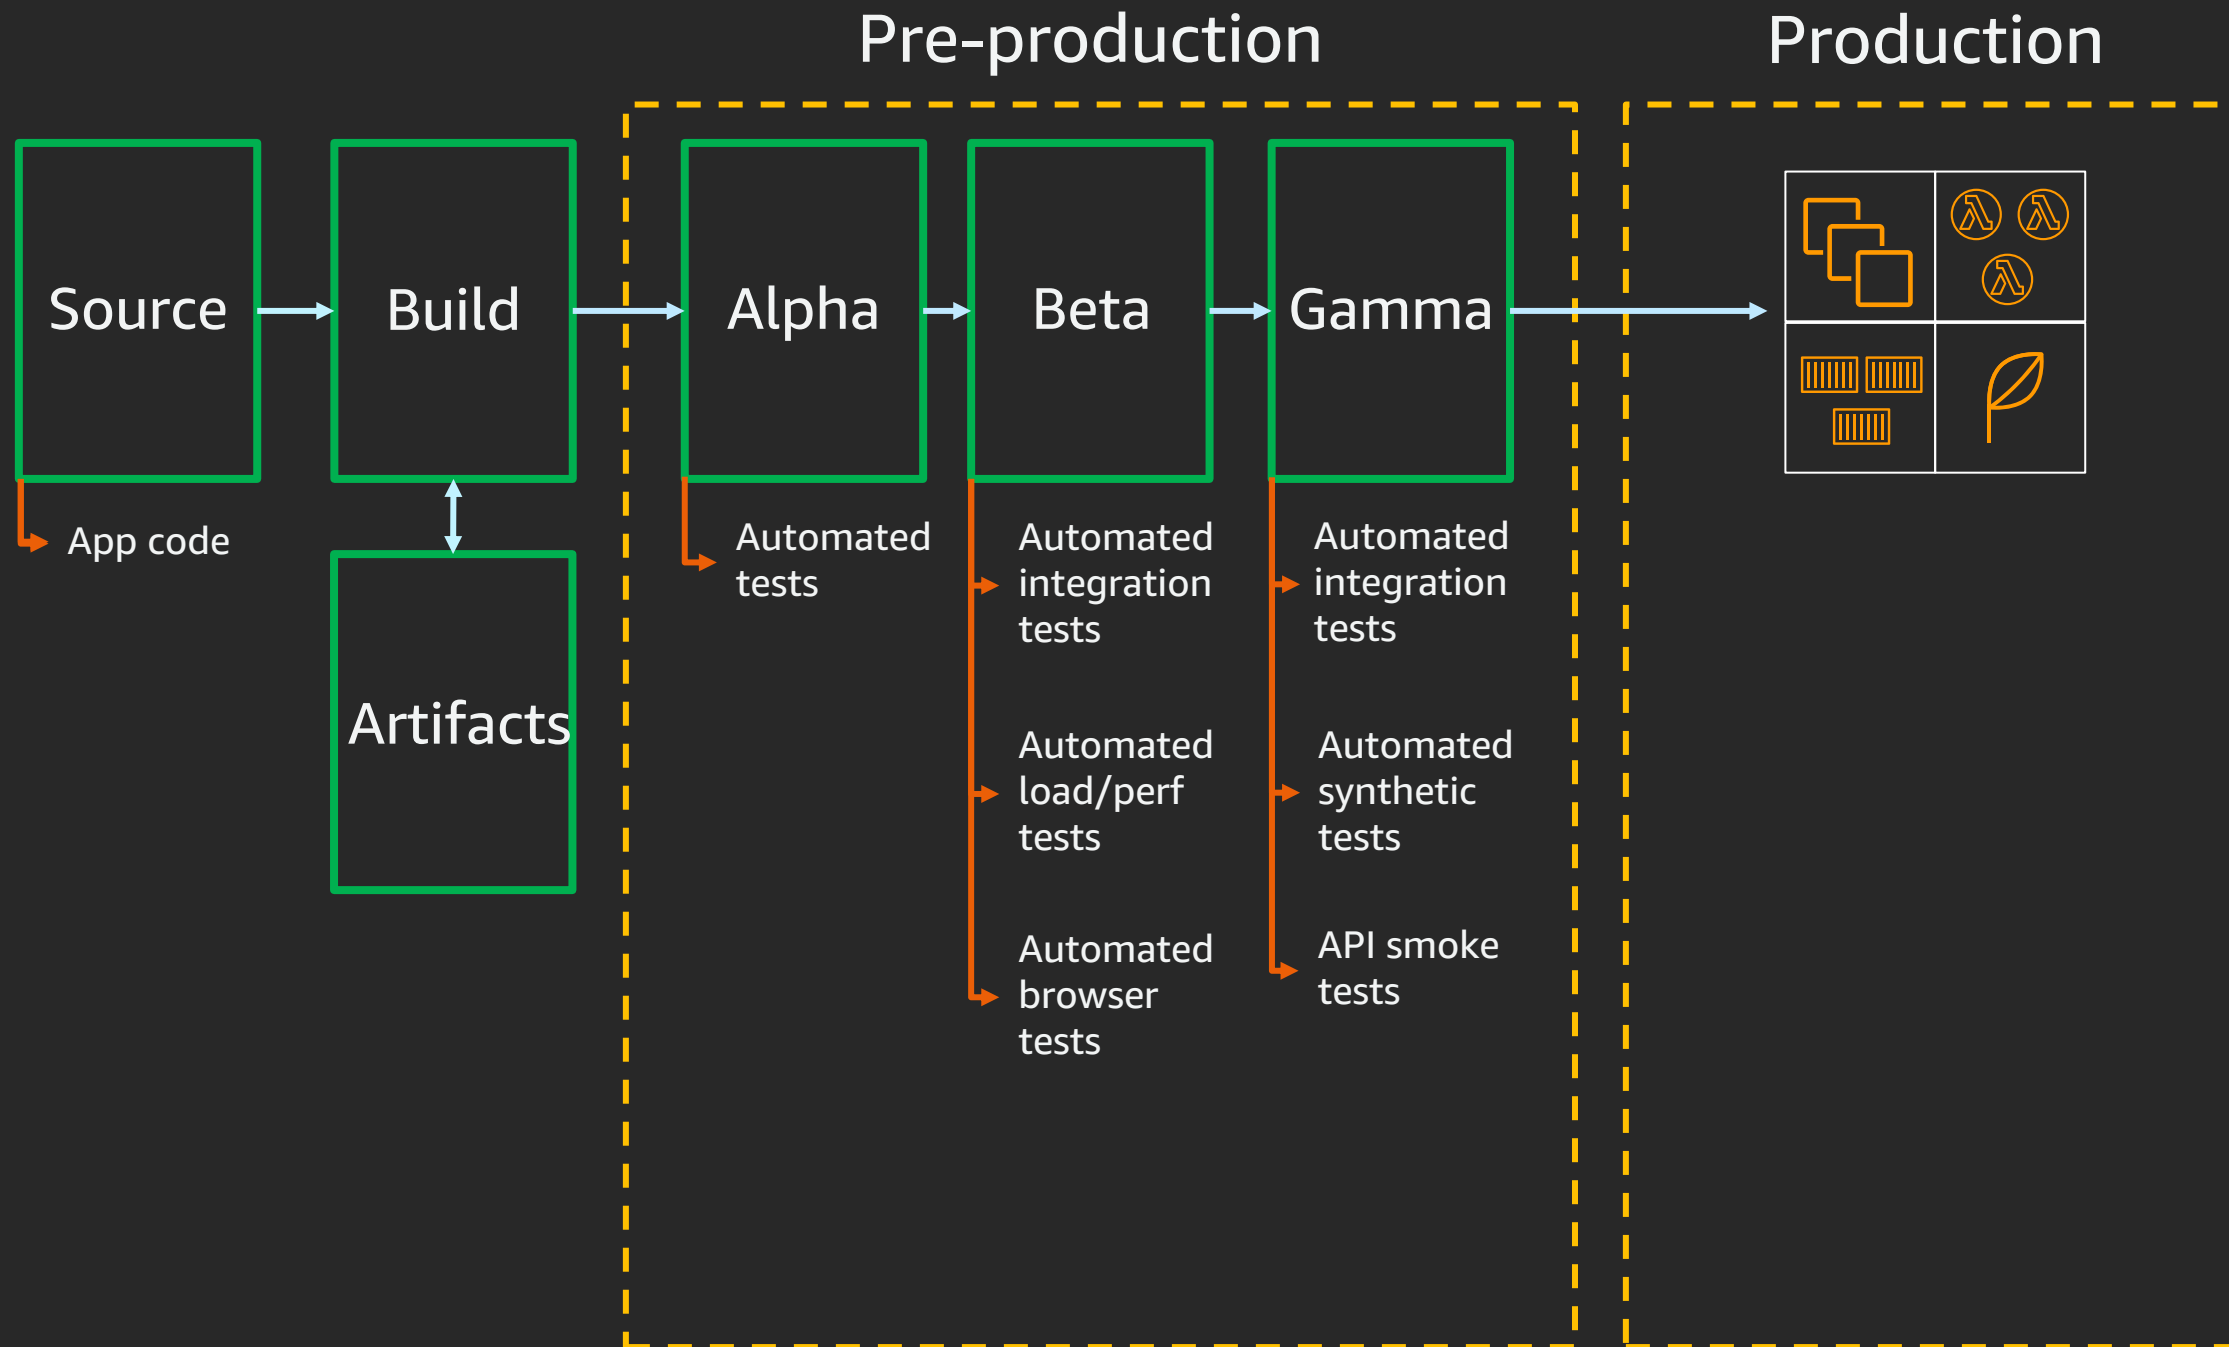 Pre-production
Production
Source
Build
Alpha
Beta
Gamma
App code
Artifacts
Automated
tests
Automated
integration
tests
Automated
load/perf
tests
Automated
browser
tests
Automated
integration
tests
Automated
synthetic
tests
API smoke
tests